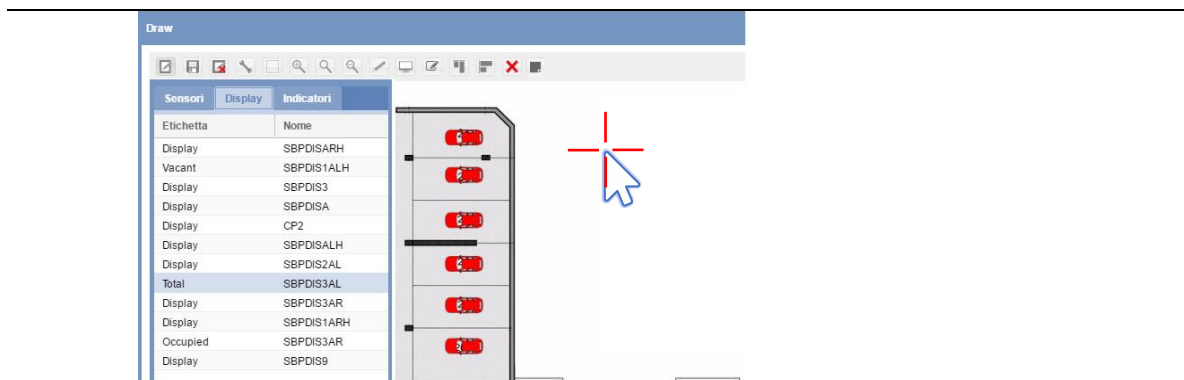 Draw
Sensori Display Indicatori
Etichetta Nome
Display SBPDISARH
Vacant SBPDIS1ALH
Display SBPDIS3
Display SBPDISA
Display CP2
Display SBPDISALH
Display SBPDIS2AL
Total SBPDIS3AL
Display SBPDIS3AR
Display SBPDIS1ARH
Occupied SBPDIS3AR
Display SBPDIS9